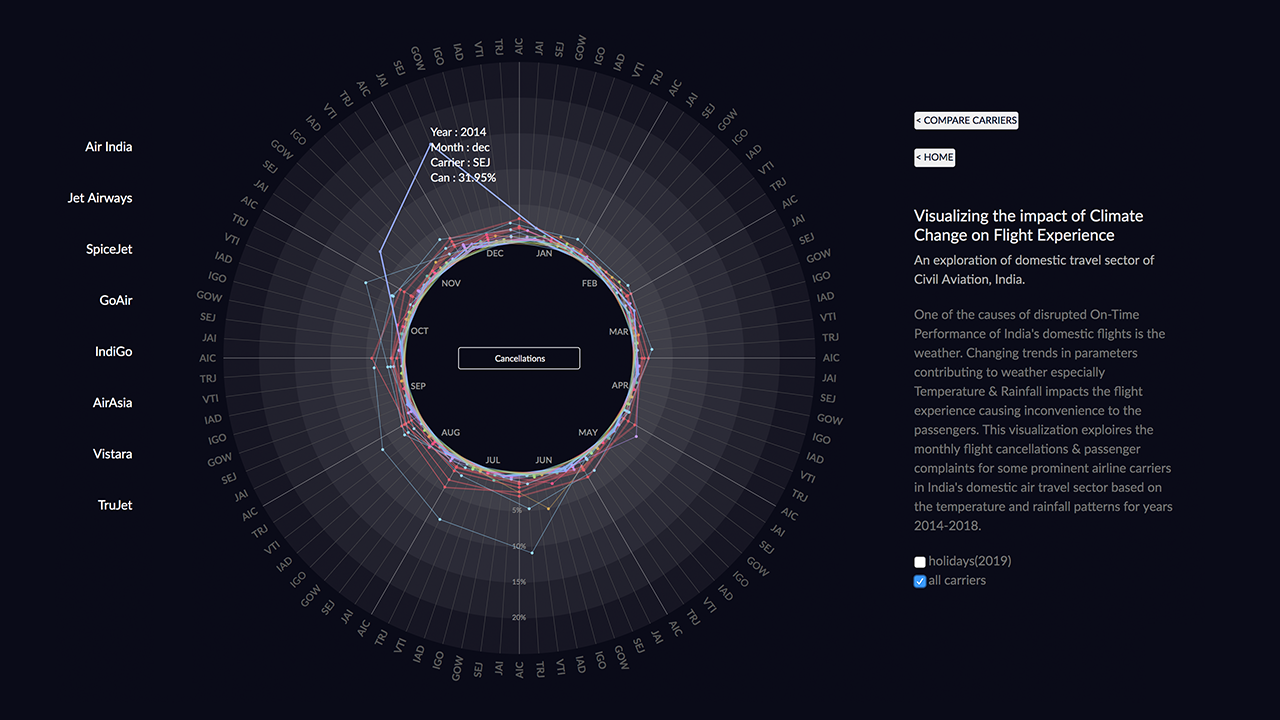 Air India
Jet Airways
SpiceJet
GoAir
IndiGo
AirAsia
Vistara
TruJet
AIC
JAI
SEJ
GOW
IGO
IAD
VTI
TRJ
AIC
JAI
SEJ
GOW
IGO
IAD
VTI
TRJ
AIC
JAI
SEJ
GOW
IGO
IAD
VTI
TRJ
AIC
JAI
SEJ
GOW
IGO
IAD
VTI
TRJ
AIC
JAI
SEJ
GOW
IGO
IAD
VTI
TRJ
AIC
JAI
SEJ
GOW
IGO
IAD
VTI
TRJ
AIC
JAI
SEJ
GOW
IGO
IAD
VTI
TRJ
AIC
JAI
SEJ
GOW
IGO
IAD
VTI
TRJ
AIC
JAI
SEJ
GOW
IGO
IAD
VTI
TRJ
AIC
JAI
SEJ
GOW
IGO
IAD
VTI
TRJ
AIC
JAI
SEJ
GOW
IGO
IAD
VTI
TRJ
AIC
JAI
SEJ
GOW
IGO
IAD
VTI
TRJ
Year : 2014
Month : dec
Carrier : SEJ
Can : 31.95%
JAN
FEB
MAR
APR
MAY
JUN
JUL
AUG
SEP
OCT
NOV
DEC
Cancellations
5%
10%
15%
20%
< COMPARE CARRIERS
< HOME
Visualizing the impact of Climate
Change on Flight Experience
An exploration of domestic travel sector of
Civil Aviation, India.
One of the causes of disrupted On-Time
Performance of India's domestic flights is the
weather. Changing trends in parameters
contributing to weather especially
Temperature & Rainfall impacts the flight
experience causing inconvenience to the
passengers. This visualization exploires the
monthly flight cancellations & passenger
complaints for some prominent airline carriers
in India's domestic air travel sector based on
the temperature and rainfall patterns for years
2014-2018.
holidays(2019)
all carriers